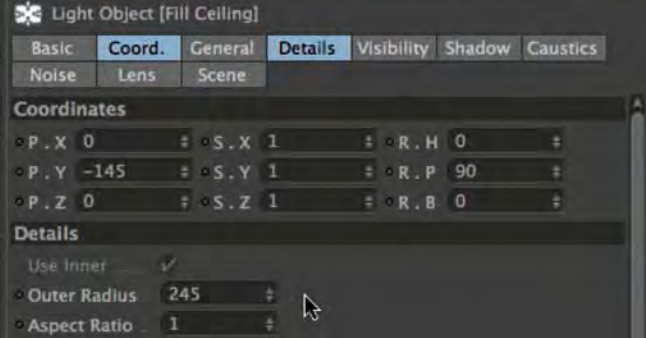 Light Object [Fill Ceiling]
Basic Coord. General Details Visibility Shadow Caustics
Noise Lens Scene
Coordinates
P . X 0 S . X 1 R . H 0
P . Y -145 S . Y 1 R . P 90
P . Z 0 S . Z 1 R . B 0
Details
Use Inner
Outer Radius 245
Aspect Ratio . 1